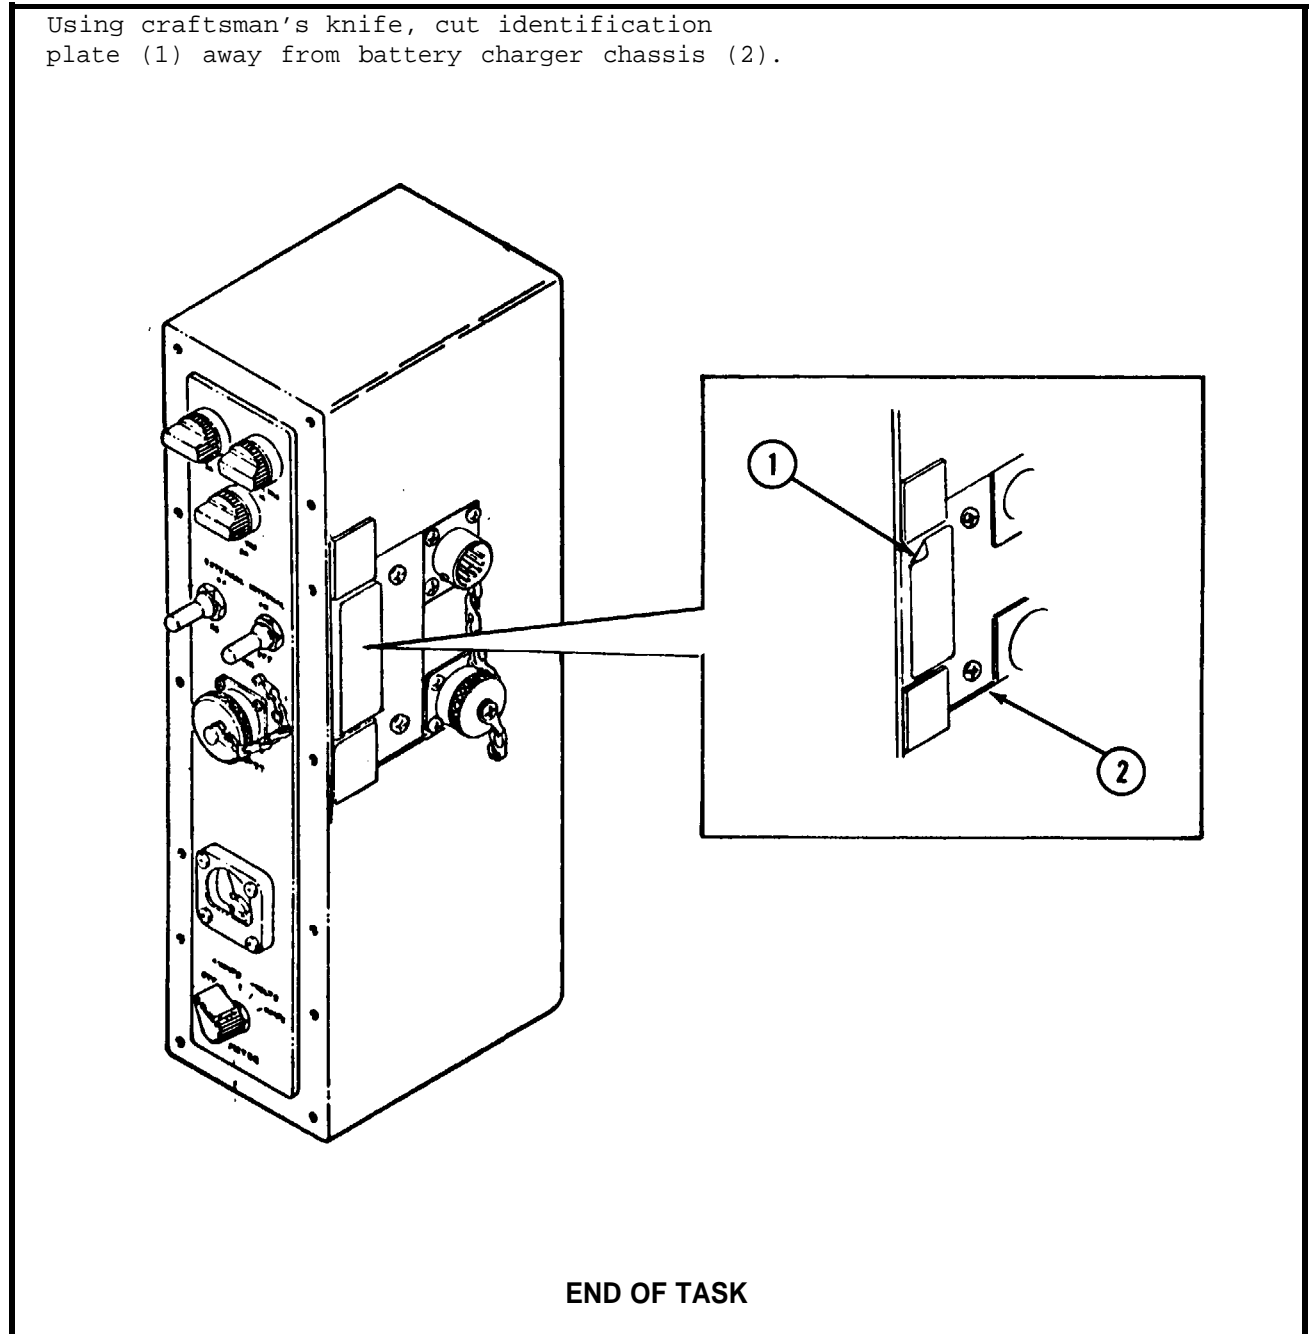 Using craftsman's knife, cut identification
plate (1) away from battery charger chassis (2).
1
2
END OF TASK